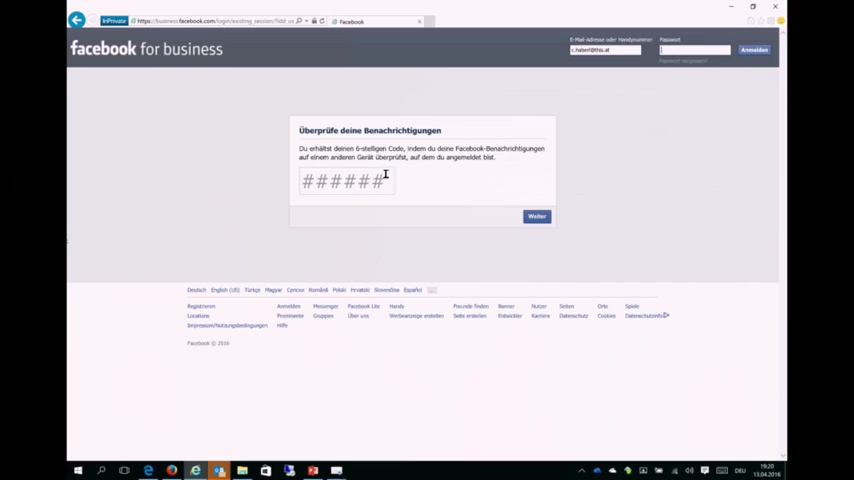 InPrivate
https://business.facebook.com/login/existing_session/?ldd_us
Facebook
facebook for business
E-Mail-Adresse oder Handynummer
Passwort
Anmelden
Passwort vergessen?
Überprüfe deine Benachrichtigungen
Du erhältst deinen 6-stelligen Code, indem du deine Facebook-Benachrichtigungen
auf einem anderen Gerät überprüfst, auf dem du angemeldet bist.
######
Weiter
Deutsch English (US) Türkçe Magyar Српски Română Polski Hrvatski Slovenščina Español ...
Registrieren Anmelden Messenger Facebook Lite Handy Freunde finden Banner Nutzer Seiten Orte Spiele
Locations Prominente Gruppen Über uns Werbeanzeige erstellen Seite erstellen Entwickler Karriere Datenschutz Cookies Datenschutzinfo
Impressum/Nutzungsbedingungen Hilfe
Facebook © 2016
DEU
19:20
13.04.2016